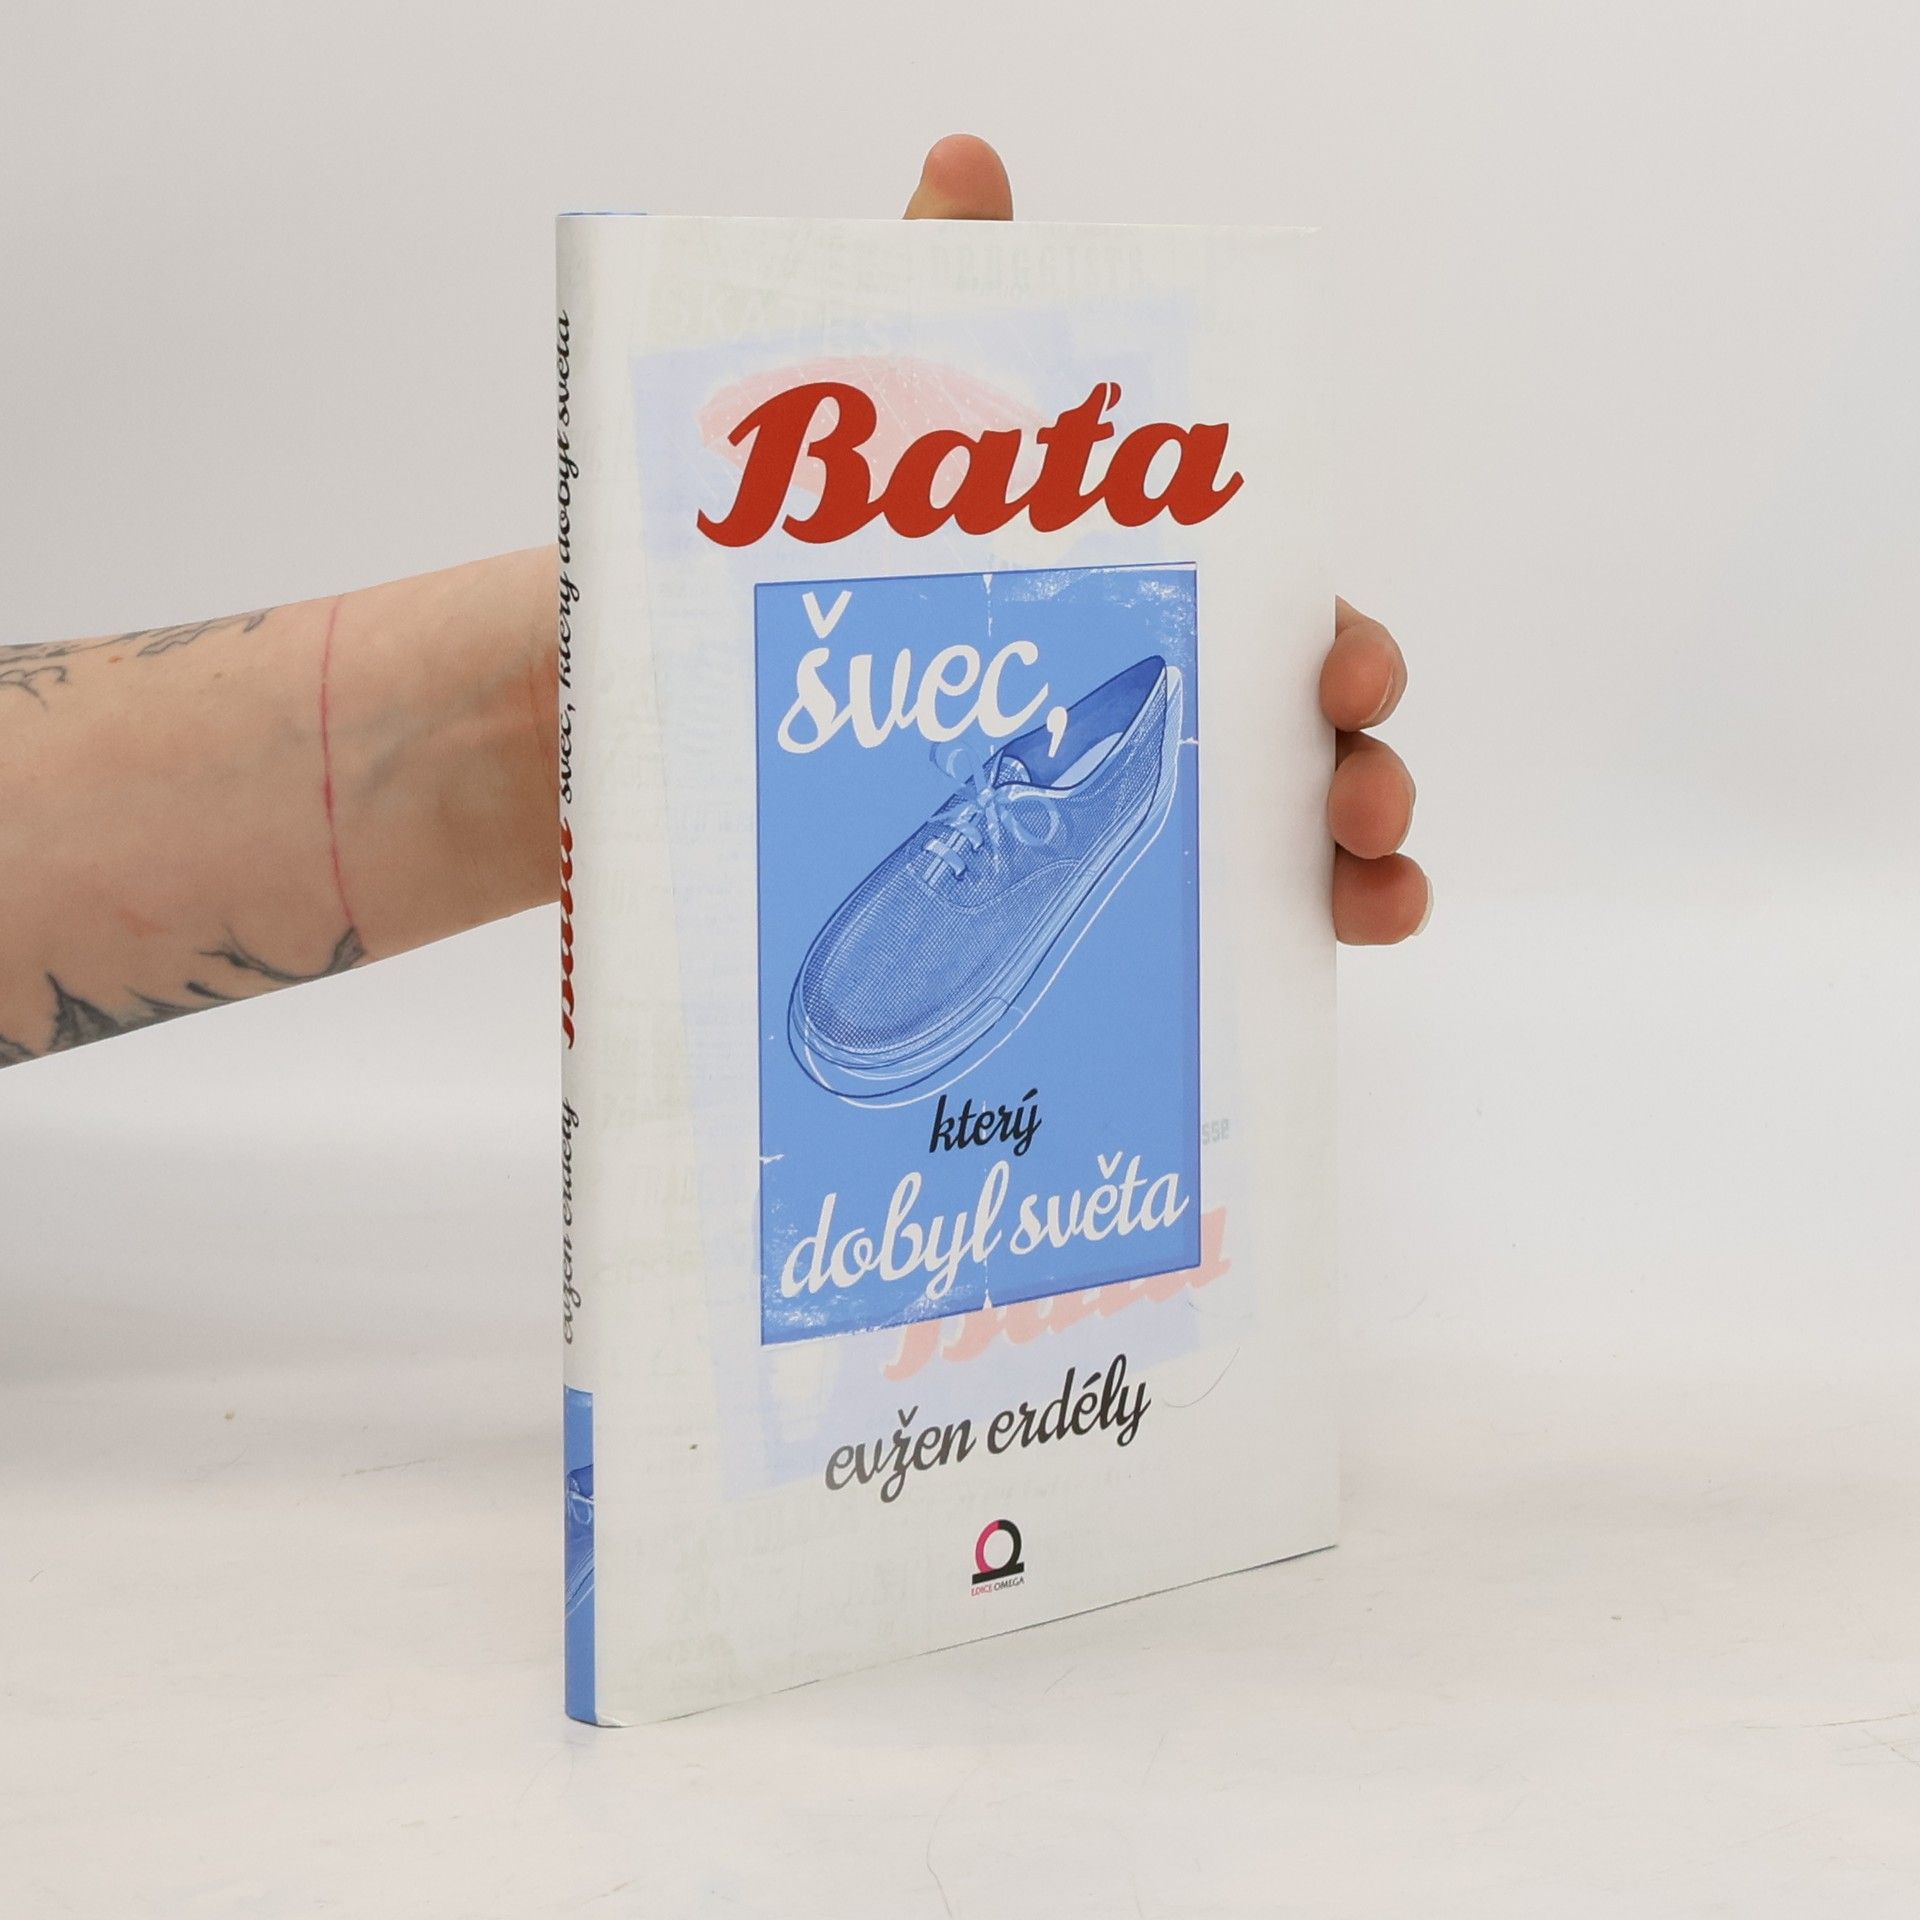 Baťa
švec,
který
dobyl světa
evžen erdély
EDICE OMEGA
evžen erdély Baťa švec, který dobyl světa